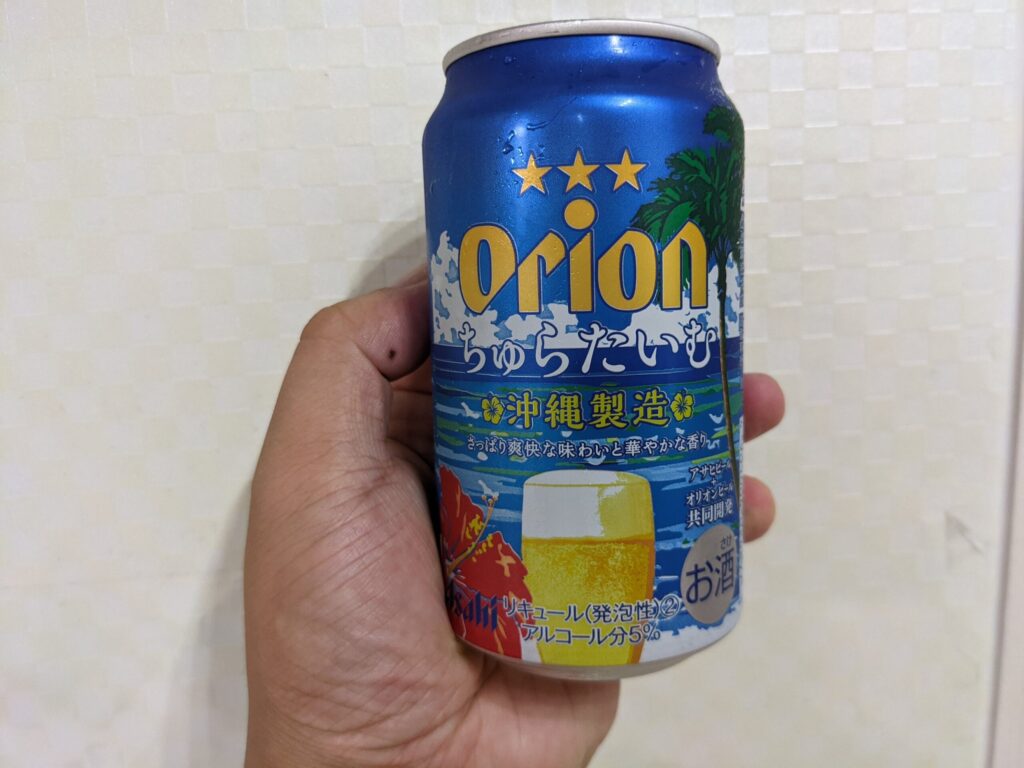 orion
ちゅらたいむ
沖縄製造
さっぱり爽快な味わいと華やかな香り。
アサヒビール
+
オリオンビール
共同開発
さけ
お酒
Asahi
リキュール(発泡性)②
アルコール分5%